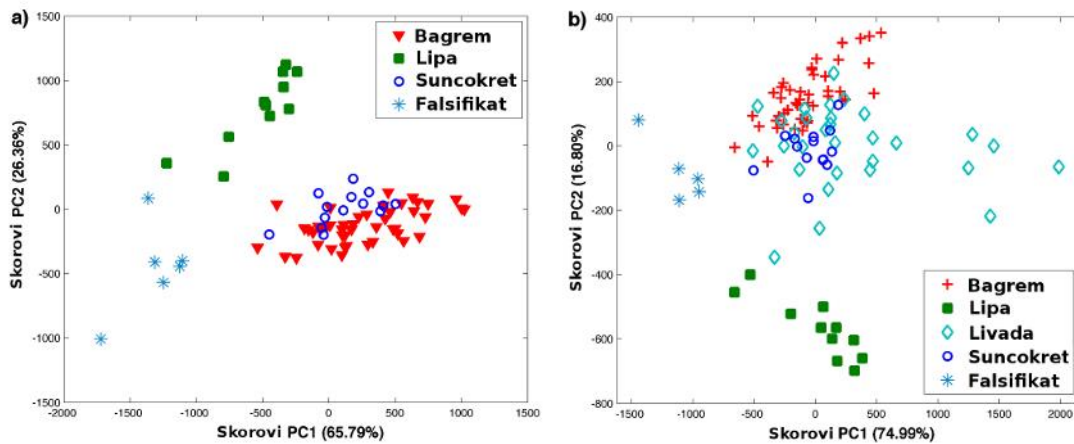 a)
Bagrem
Lipa
Suncokret
Falsifikat
Skorovi PC2 (26.36%)
1500
1000
500
0
-500
-1000
-1500
-2000 -1500 -1000 -500 0 500 1000 1500
Skorovi PC1 (65.79%)
b)
Skorovi PC2 (16.80%)
400
200
0
-200
-400
-600
-800
Bagrem
Lipa
Livada
Suncokret
Falsifikat
-1500 -1000 -500 0 500 1000 1500 2000
Skorovi PC1 (74.99%)